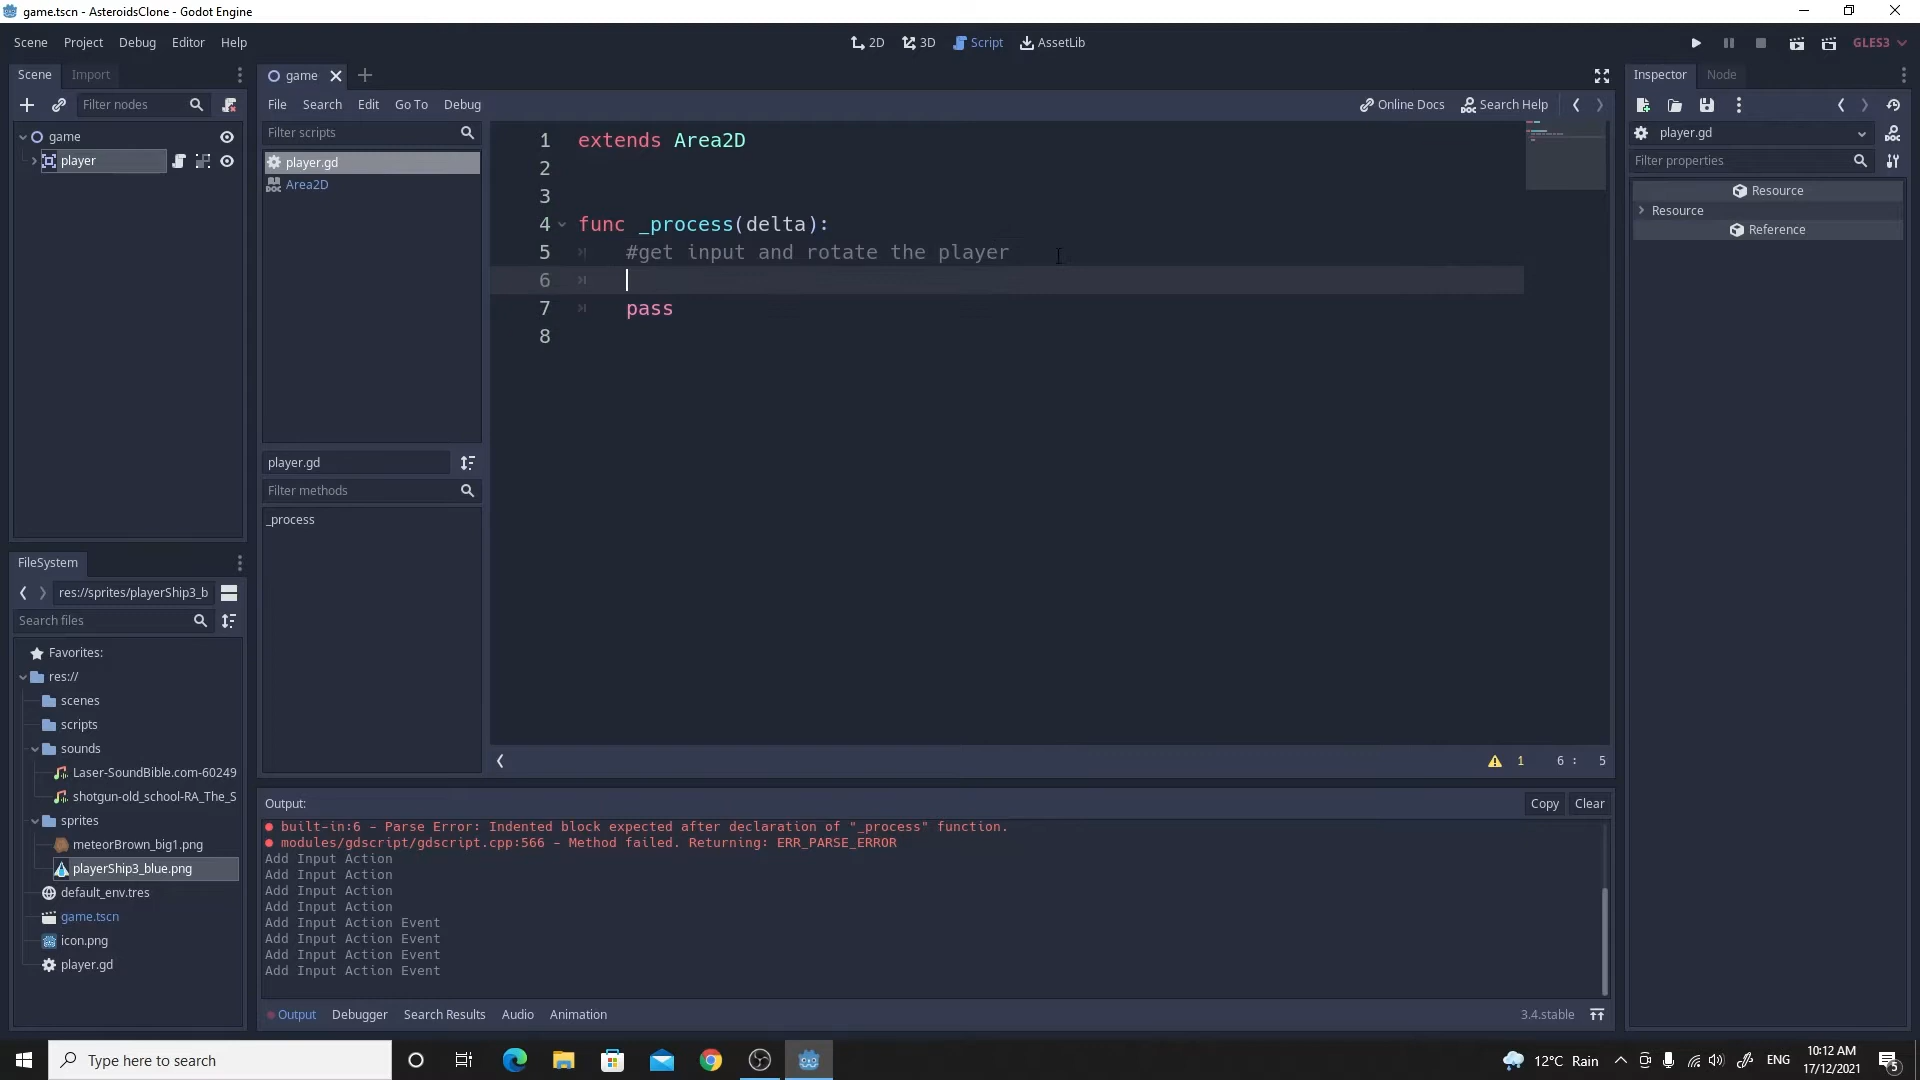 game.tscn - AsteroidsClone - Godot Engine
Scene Project Debug Editor Help
2D 3D Script AssetLib
GLES3
Scene Import
Filter nodes
game
player
game
File Search Edit Go To Debug
Online Docs Search Help
Filter scripts
player.gd
Area2D
player.gd
Filter methods
_process
1 extends Area2D
2
3
4 func _process(delta):
5 #get input and rotate the player
6
7 pass
8
1 6 : 5
Inspector Node
player.gd
Filter properties
Resource
Resource
Reference
FileSystem
res://sprites/playerShip3_b
Search files
Favorites:
res://
scenes
scripts
sounds
Laser-SoundBible.com-60249
shotgun-old_school-RA_The_S
sprites
meteorBrown_big1.png
playerShip3_blue.png
default_env.tres
game.tscn
icon.png
player.gd
Output:
Copy Clear
built-in:6 - Parse Error: Indented block expected after declaration of "_process" function.
modules/gdscript/gdscript.cpp:566 - Method failed. Returning: ERR_PARSE_ERROR
Add Input Action
Add Input Action
Add Input Action
Add Input Action
Add Input Action Event
Add Input Action Event
Add Input Action Event
Add Input Action Event
Output Debugger Search Results Audio Animation
3.4.stable
Type here to search
12°C Rain
ENG
10:12 AM
17/12/2021
5